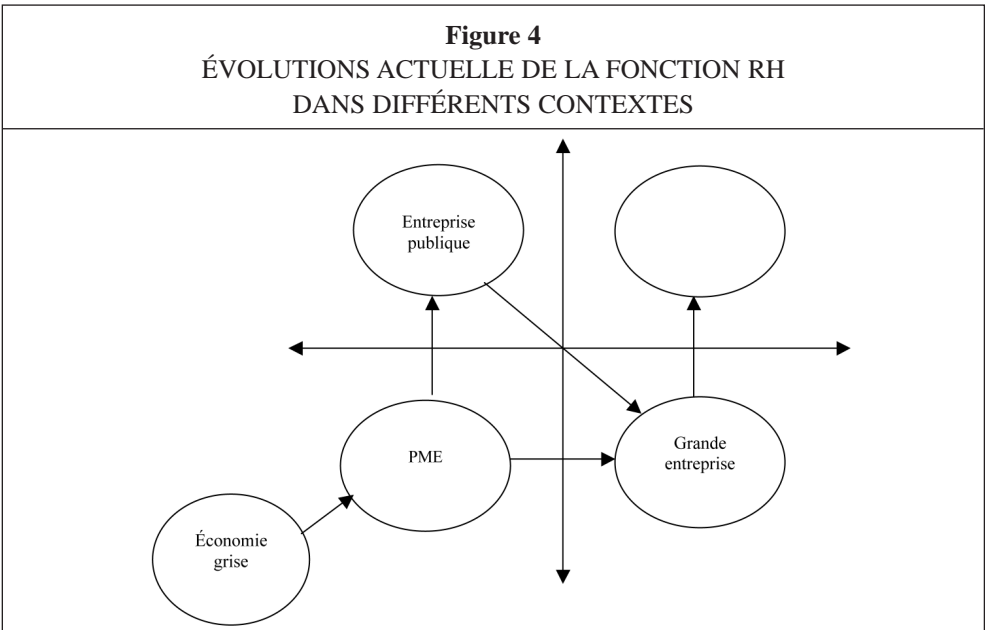 Figure 4
ÉVOLUTIONS ACTUELLE DE LA FONCTION RH
DANS DIFFÉRENTS CONTEXTES
Entreprise
publique
PME
Grande
entreprise
Économie
grise